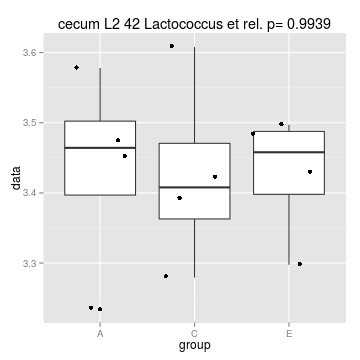 cecum L2 42 Lactococcus et rel. p= 0.9939
3.6
3.5
3.4
3.3
data
A
C
E
group